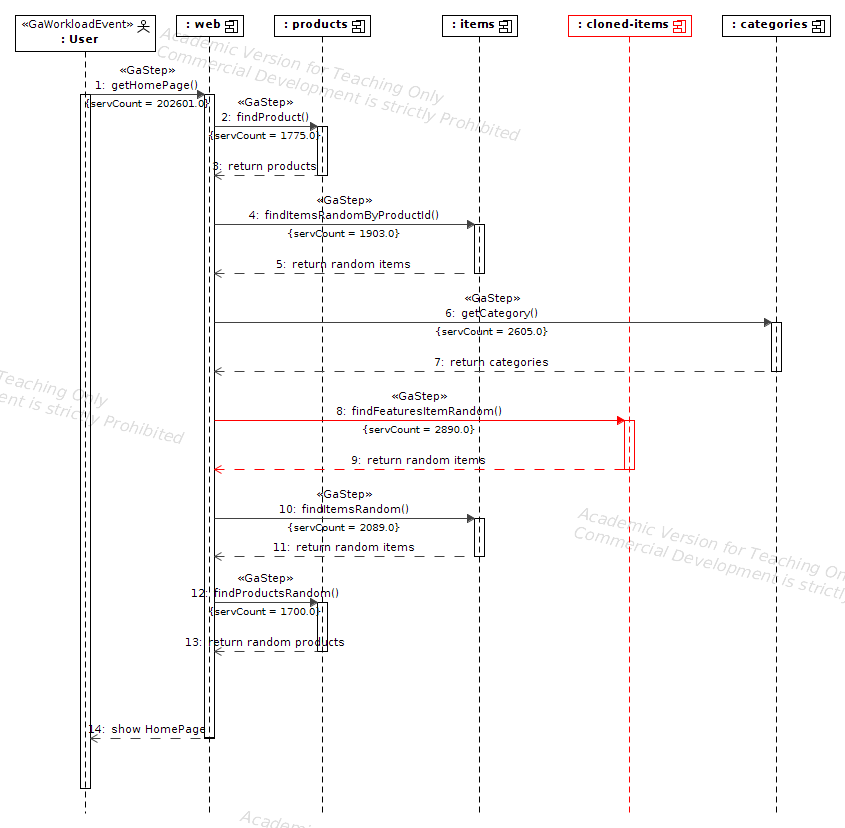 «GaWorkloadEvent»
: User
: web
: products
: items
: cloned-items
: categories
Academic Version for Teaching Only
Commercial Development is strictly Prohibited
«GaStep»
1: getHomePage()
{servCount = 202601.0}
«GaStep»
2: findProduct()
{servCount = 1775.0}
3: return products
«GaStep»
4: findItemsRandomByProductId()
{servCount = 1903.0}
5: return random items
«GaStep»
6: getCategory()
{servCount = 2605.0}
7: return categories
Teaching Only
ent is strictly Prohibited
«GaStep»
8: findFeaturesItemRandom()
{servCount = 2890.0}
9: return random items
«GaStep»
10: findItemsRandom()
{servCount = 2089.0}
11: return random items
Academic Version for Teaching On
Commercial Development is strictly
«GaStep»
12: findProductsRandom()
{servCount = 1700.0}
13: return random products
14: show HomePage
Academic